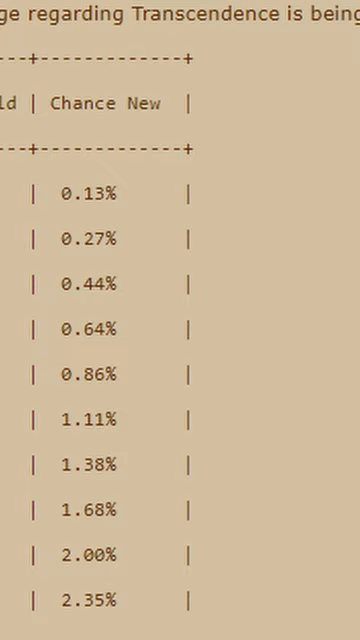 ge regarding Transcendence is being
---+-------------+
ld | Chance New  |
---+-------------+
|  0.13%      |
|  0.27%      |
|  0.44%      |
|  0.64%      |
|  0.86%      |
|  1.11%      |
|  1.38%      |
|  1.68%      |
|  2.00%      |
|  2.35%      |